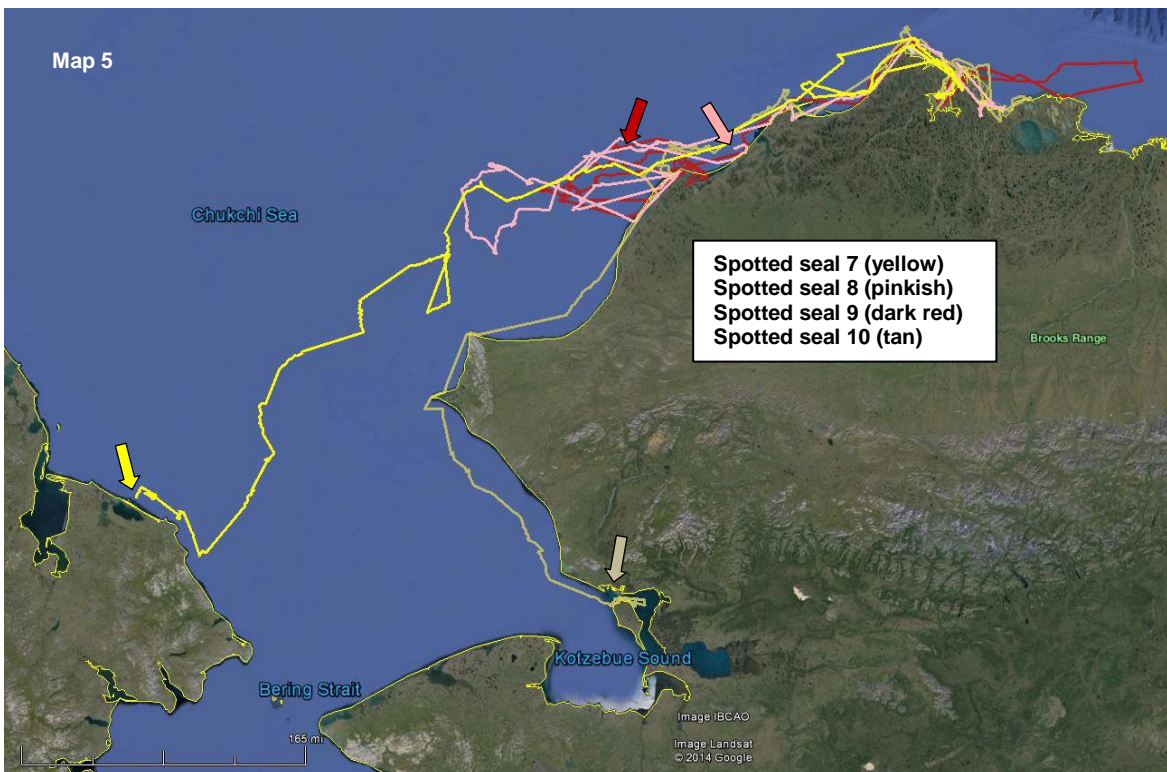 Map 5
Chukchi Sea
Spotted seal 7 (yellow)
Spotted seal 8 (pinkish)
Spotted seal 9 (dark red)
Spotted seal 10 (tan)
Brooks Range
Kotzebue Sound
Bering Strait
Image IBCAO
165 mi
Image Landsat
© 2014 Google